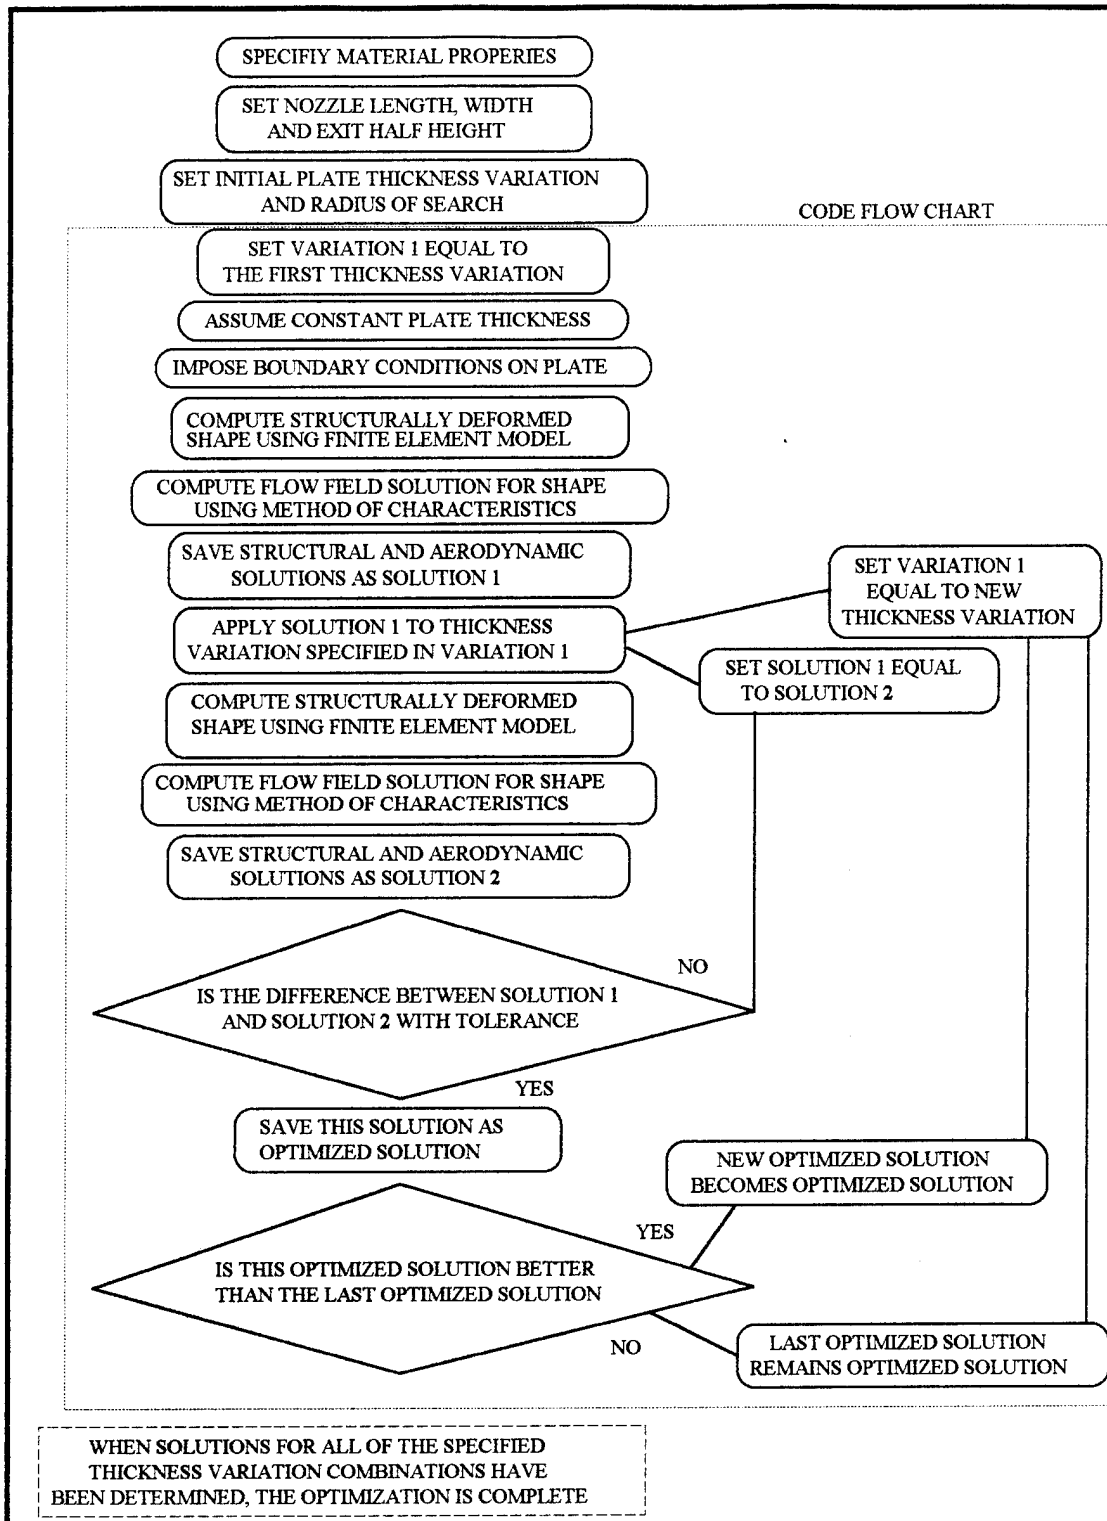 SPECIFIY MATERIAL PROPERIES
SET NOZZLE LENGTH, WIDTH
AND EXIT HALF HEIGHT
SET INITIAL PLATE THICKNESS VARIATION
AND RADIUS OF SEARCH
CODE FLOW CHART
SET VARIATION 1 EQUAL TO
THE FIRST THICKNESS VARIATION
ASSUME CONSTANT PLATE THICKNESS
IMPOSE BOUNDARY CONDITIONS ON PLATE
COMPUTE STRUCTURALLY DEFORMED
SHAPE USING FINITE ELEMENT MODEL
COMPUTE FLOW FIELD SOLUTION FOR SHAPE
USING METHOD OF CHARACTERISTICS
SAVE STRUCTURAL AND AERODYNAMIC
SOLUTIONS AS SOLUTION 1
SET VARIATION 1
EQUAL TO NEW
THICKNESS VARIATION
APPLY SOLUTION 1 TO THICKNESS
VARIATION SPECIFIED IN VARIATION 1
SET SOLUTION 1 EQUAL
TO SOLUTION 2
COMPUTE STRUCTURALLY DEFORMED
SHAPE USING FINITE ELEMENT MODEL
COMPUTE FLOW FIELD SOLUTION FOR SHAPE
USING METHOD OF CHARACTERISTICS
SAVE STRUCTURAL AND AERODYNAMIC
SOLUTIONS AS SOLUTION 2
NO
IS THE DIFFERENCE BETWEEN SOLUTION 1
AND SOLUTION 2 WITH TOLERANCE
YES
SAVE THIS SOLUTION AS
OPTIMIZED SOLUTION
NEW OPTIMIZED SOLUTION
BECOMES OPTIMIZED SOLUTION
YES
IS THIS OPTIMIZED SOLUTION BETTER
THAN THE LAST OPTIMIZED SOLUTION
NO
LAST OPTIMIZED SOLUTION
REMAINS OPTIMIZED SOLUTION
WHEN SOLUTIONS FOR ALL OF THE SPECIFIED
THICKNESS VARIATION COMBINATIONS HAVE
BEEN DETERMINED, THE OPTIMIZATION IS COMPLETE